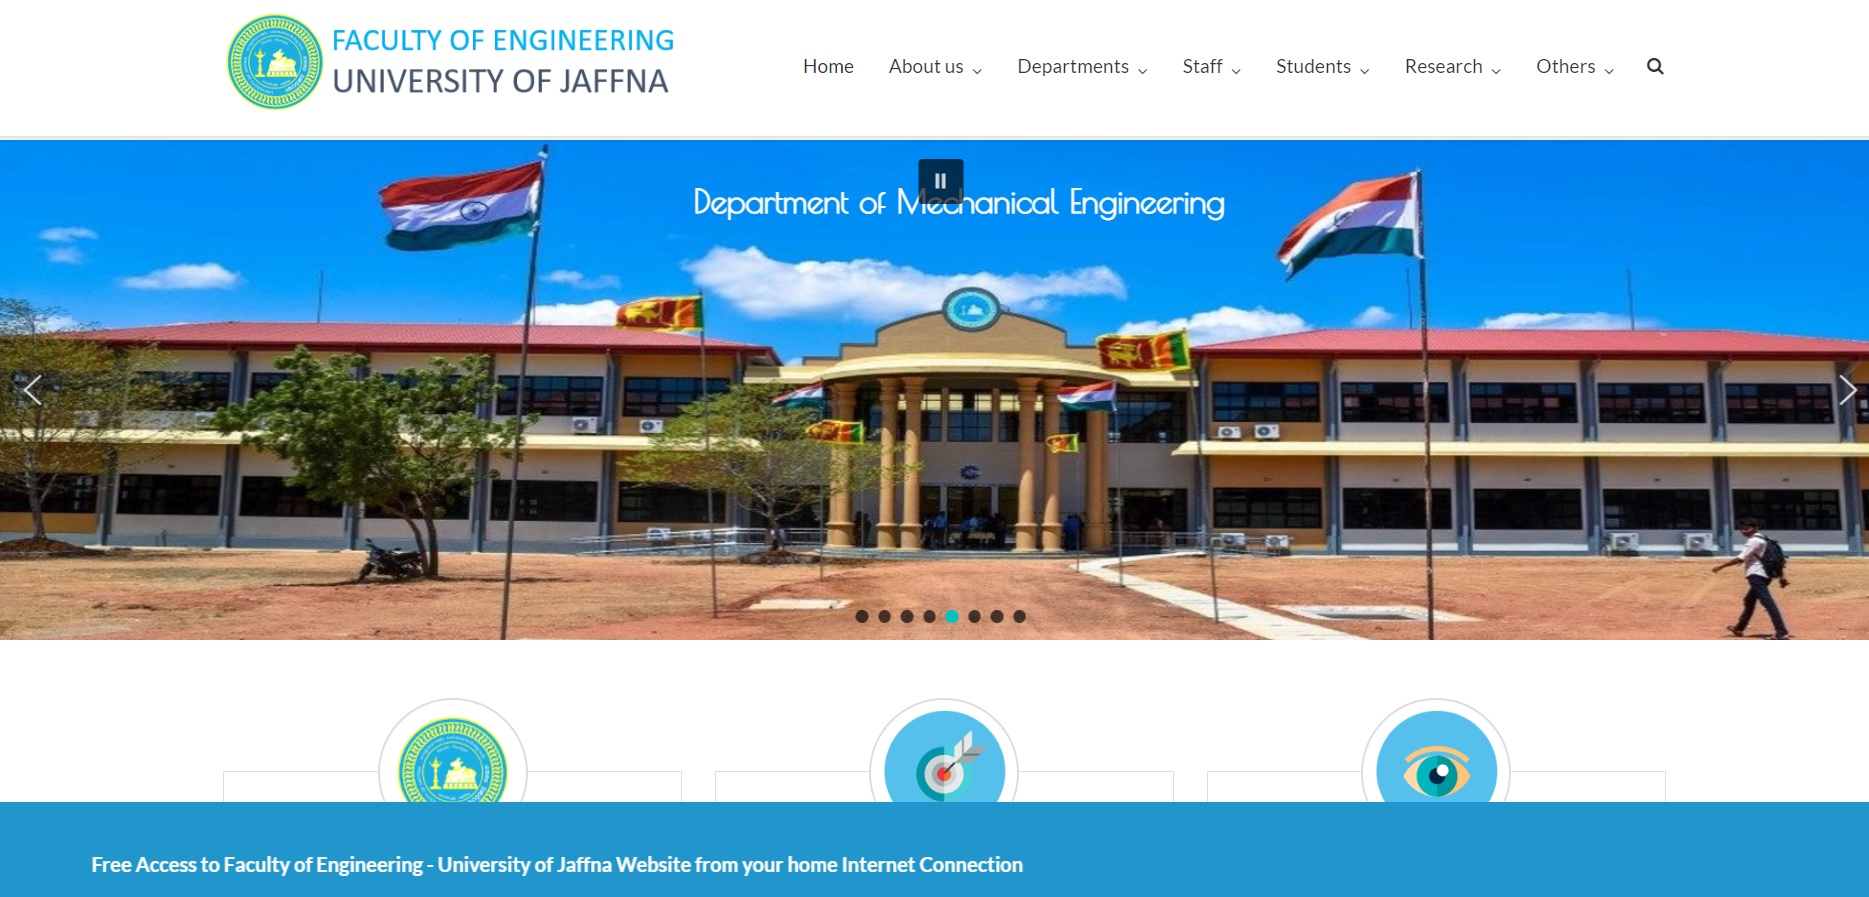 FACULTY OF ENGINEERING
UNIVERSITY OF JAFFNA
Home
About us
Departments
Staff
Students
Research
Others
Department of Mechanical Engineering
Free Access to Faculty of Engineering - University of Jaffna Website from your home Internet Connection